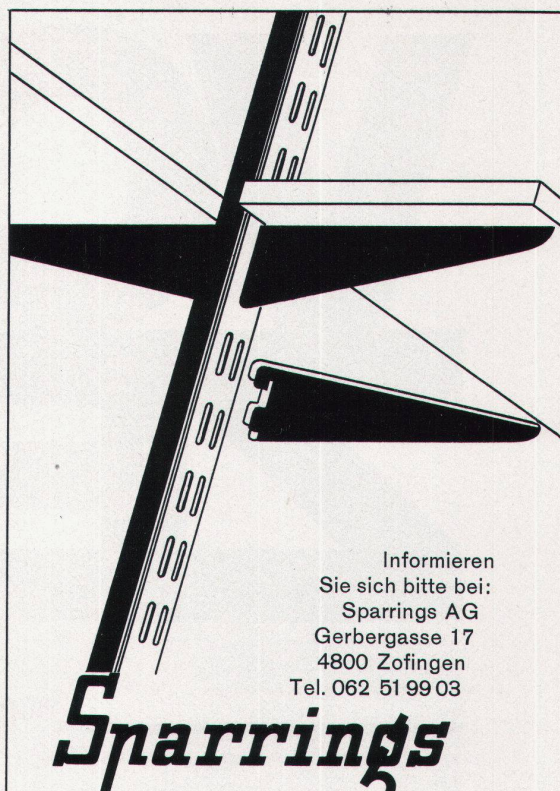 Informieren
Sie sich bitte bei:
Sparrings AG
Gerbergasse 17
4800 Zofingen
Tel. 062 51 99 03
Sparrings